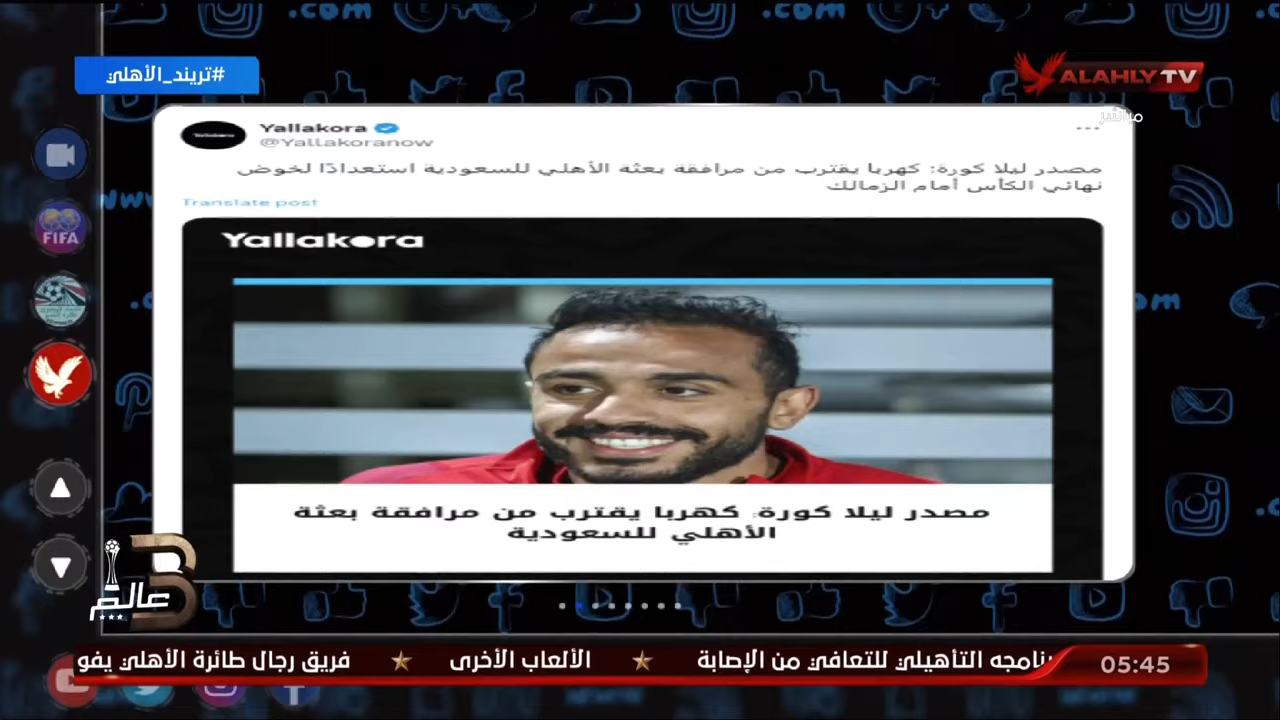 #تريند_الأهلي
ALAHLY TV
مباشر
Yallakora
@Yallakoranow
مصدر ليلا كورة: كهربا يقترب من مرافقة بعثة الأهلي للسعودية استعدادًا لخوض
نهائي الكأس أمام الزمالك
Translate post
Yallakora
مصدر ليلا كورة: كهربا يقترب من مرافقة بعثة
الأهلي للسعودية
FIFA
عالم
3
برنامجه التأهيلي للتعافي من الإصابة ★ الألعاب الأخرى ★ فريق رجال طائرة الأهلي يفو
05:45